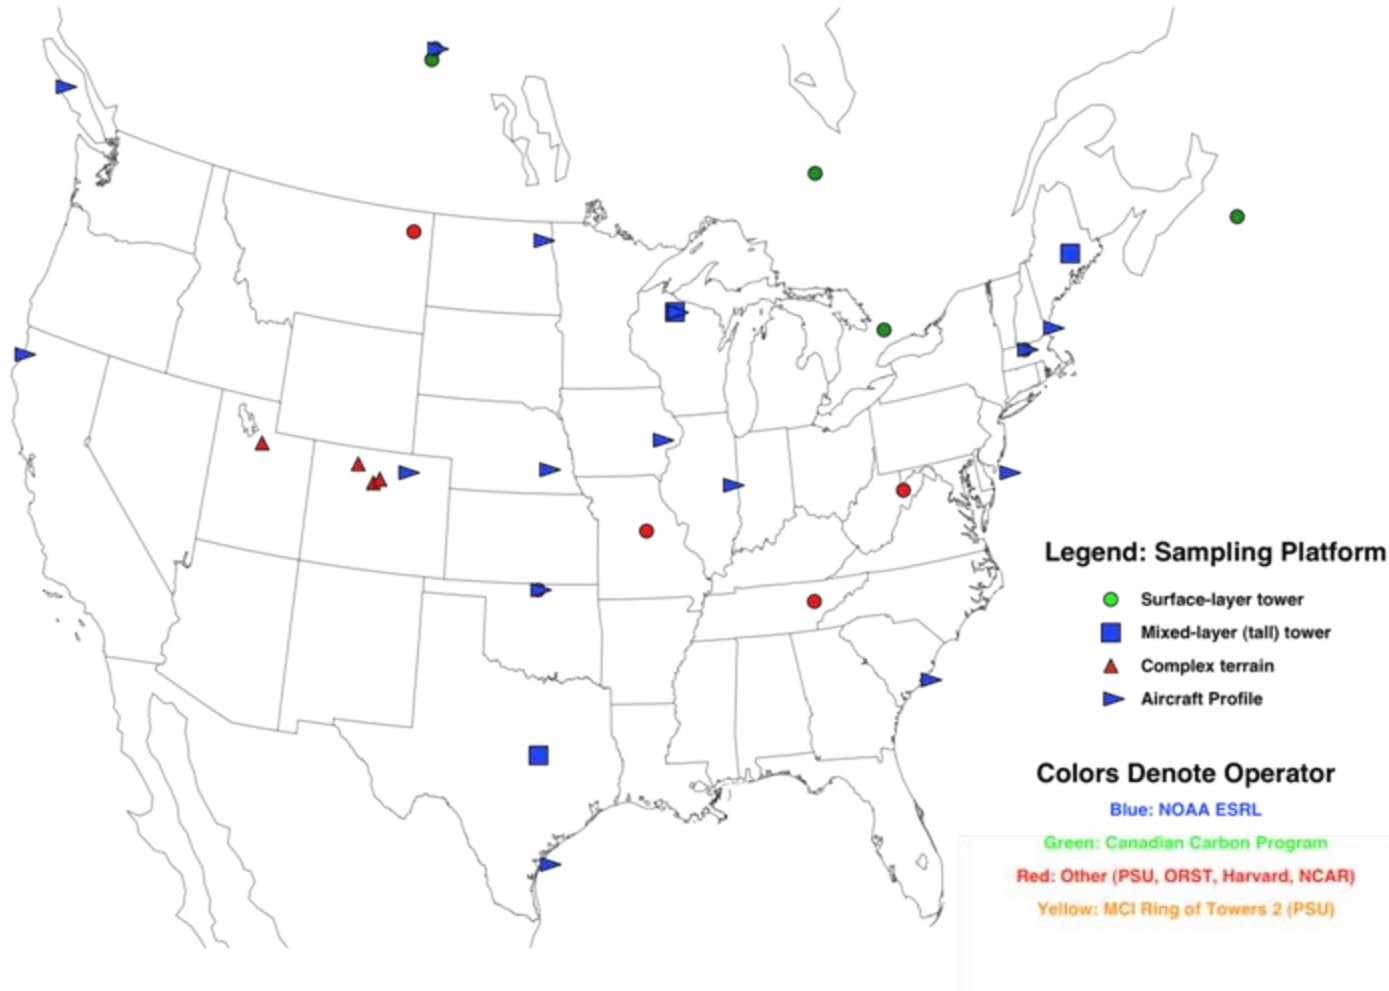 Legend: Sampling Platform
Surface-layer tower
Mixed-layer (tall) tower
Complex terrain
Aircraft Profile
Colors Denote Operator
Blue: NOAA ESRL
Green: Canadian Carbon Program
Red: Other (PSU, ORST, Harvard, NCAR)
Yellow: MCI Ring of Towers 2 (PSU)